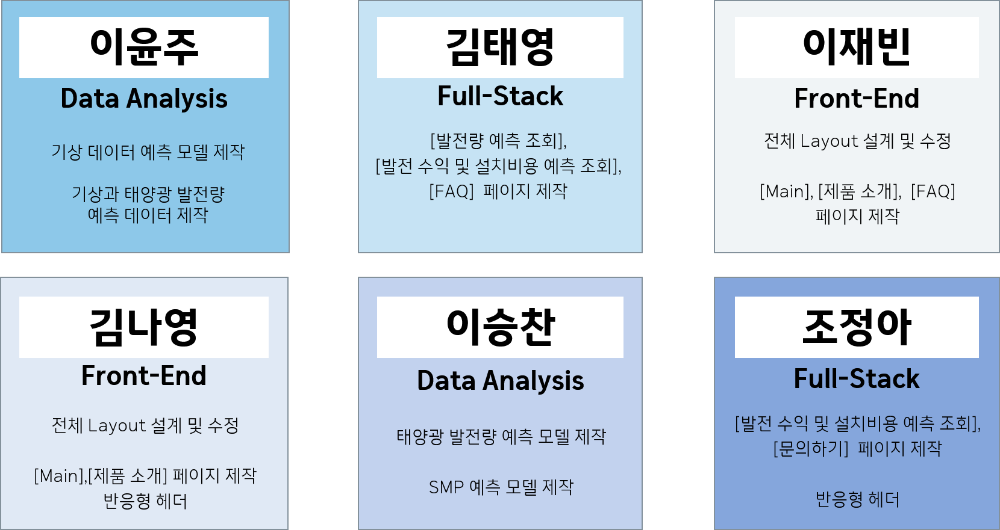 이윤주
Data Analysis
기상 데이터 예측 모델 제작
기상과 태양광 발전량
예측 데이터 제작
김태영
Full-Stack
[발전량 예측 조회],
[발전 수익 및 설치비용 예측 조회],
[FAQ] 페이지 제작
이재빈
Front-End
전체 Layout 설계 및 수정
[Main], [제품 소개], [FAQ]
페이지 제작
김나영
Front-End
전체 Layout 설계 및 수정
[Main],[제품 소개] 페이지 제작
반응형 헤더
이승찬
Data Analysis
태양광 발전량 예측 모델 제작
SMP 예측 모델 제작
조정아
Full-Stack
[발전 수익 및 설치비용 예측 조회],
[문의하기] 페이지 제작
반응형 헤더